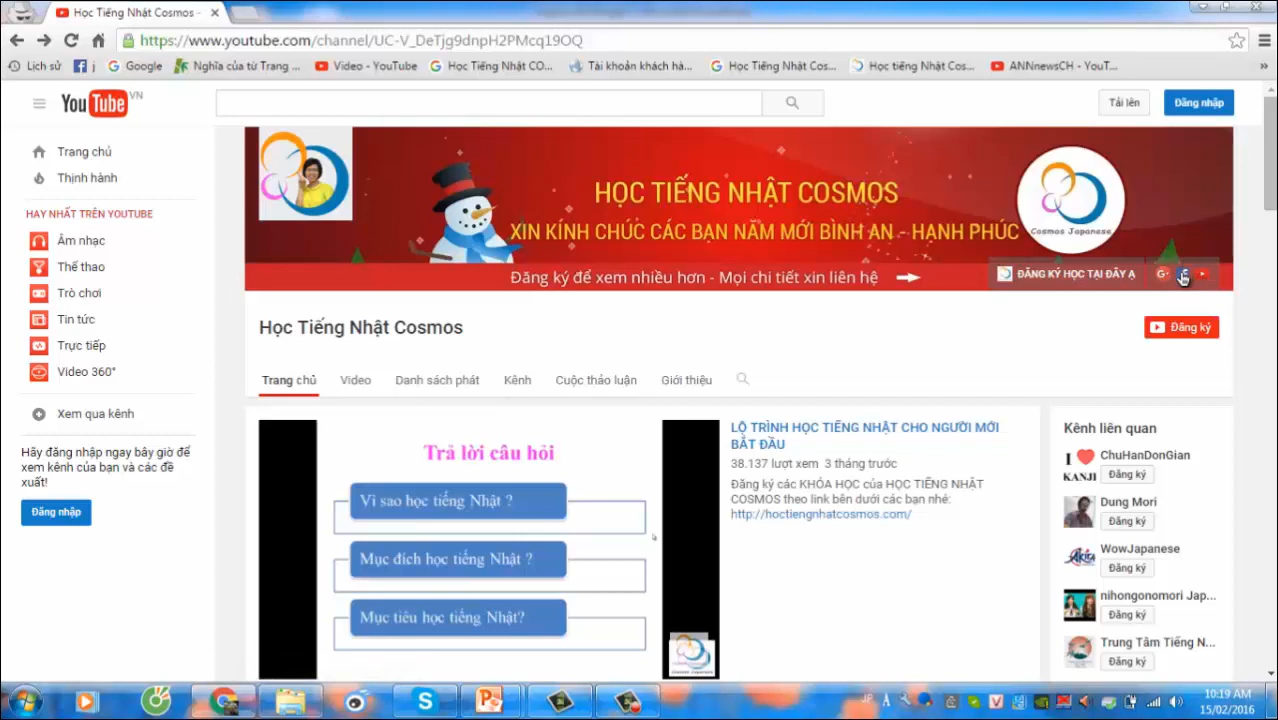 Học Tiếng Nhật Cosmos -
https://www.youtube.com/channel/UC-V_DeTjg9dnpH2PMcq19OQ
Lịch sử
j
Google
Nghĩa của từ Trang ...
Video - YouTube
Học Tiếng Nhật CO...
Tài khoản khách hà...
Học Tiếng Nhật Cos...
Học tiếng Nhật Cos...
ANNnewsCH - YouT...
»
YouTube VN
Tải lên
Đăng nhập
Trang chủ
Thịnh hành
HAY NHẤT TRÊN YOUTUBE
Âm nhạc
Thể thao
Trò chơi
Tin tức
Trực tiếp
Video 360°
Xem qua kênh
Hãy đăng nhập ngay bây giờ để
xem kênh của bạn và các đề
xuất!
Đăng nhập
HỌC TIẾNG NHẬT COSMOS
XIN KÍNH CHÚC CÁC BẠN NĂM MỚI BÌNH AN - HẠNH PHÚC
Cosmos Japanese
Đăng ký để xem nhiều hơn - Mọi chi tiết xin liên hệ
ĐĂNG KÝ HỌC TẠI ĐÂY Ạ
Học Tiếng Nhật Cosmos
Đăng ký
Trang chủ
Video
Danh sách phát
Kênh
Cuộc thảo luận
Giới thiệu
Trả lời câu hỏi
Vì sao học tiếng Nhật ?
Mục đích học tiếng Nhật ?
Mục tiêu học tiếng Nhật?
LỘ TRÌNH HỌC TIẾNG NHẬT CHO NGƯỜI MỚI
BẮT ĐẦU
38.137 lượt xem 3 tháng trước
Đăng ký các KHÓA HỌC của HỌC TIẾNG NHẬT
COSMOS theo link bên dưới các bạn nhé:
http://hoctiengnhatcosmos.com/
Kênh liên quan
I
KANJI
ChuHanDonGian
Đăng ký
Dung Mori
Đăng ký
Akira
WowJapanese
Đăng ký
nihongonomori Jap...
Đăng ký
Trung Tâm Tiếng N...
Đăng ký
JP
10:19 AM
15/02/2016